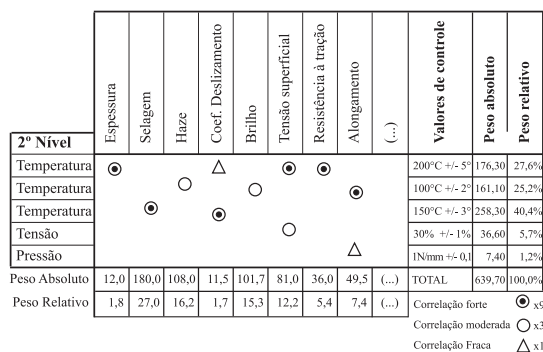 Espessura
Selagem
Haze
Coef. Deslizamento
Brilho
Tensão superficial
Resistência à tração
Alongamento
(...)
Valores de controle
Peso absoluto
Peso relativo
2º Nível
Temperatura 200°C +/- 5° 176,30 27,6%
Temperatura 100°C +/- 2° 161,10 25,2%
Temperatura 150°C +/- 3° 258,30 40,4%
Tensão 30% +/- 1% 36,60 5,7%
Pressão 1N/mm +/- 0,1 7,40 1,2%
Peso Absoluto 12,0 180,0 108,0 11,5 101,7 81,0 36,0 49,5 (...) TOTAL 639,70 100,0%
Peso Relativo 1,8 27,0 16,2 1,7 15,3 12,2 5,4 7,4 (...)
Correlação forte x9
Correlação moderada x3
Correlação Fraca x1